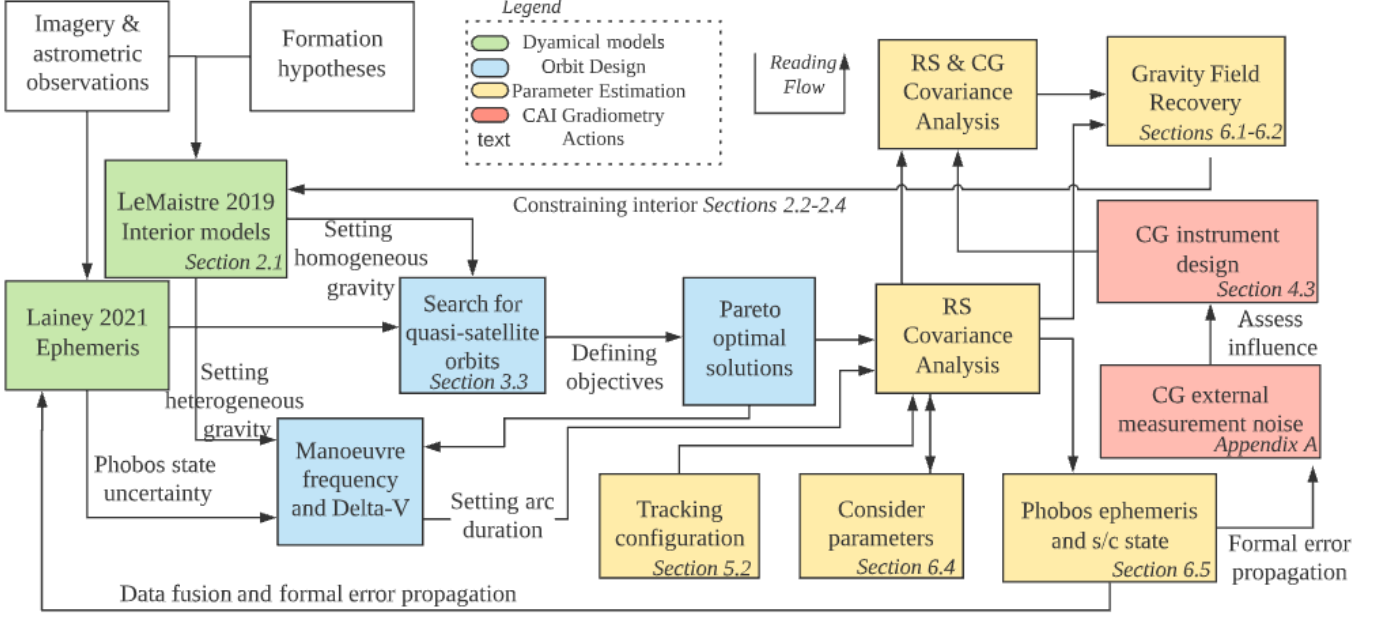 Imagery &
astrometric
observations
Formation
hypotheses
Legend
Dyamical models
Orbit Design
Parameter Estimation
CAI Gradiometry
text Actions
Reading
Flow
RS & CG
Covariance
Analysis
Gravity Field
Recovery
Sections 6.1-6.2
LeMaistre 2019
Interior models
Section 2.1
Constraining interior Sections 2.2-2.4
Setting
homogeneous
gravity
CG instrument
design
Section 4.3
Lainey 2021
Ephemeris
Search for
quasi-satellite
orbits
Section 3.3
Defining
objectives
Pareto
optimal
solutions
RS
Covariance
Analysis
Assess
influence
Setting
heterogeneous
gravity
CG external
measurement noise
Appendix A
Phobos state
uncertainty
Manoeuvre
frequency
and Delta-V
Setting arc
duration
Tracking
configuration
Section 5.2
Consider
parameters
Section 6.4
Phobos ephemeris
and s/c state
Section 6.5
Formal error
propagation
Data fusion and formal error propagation